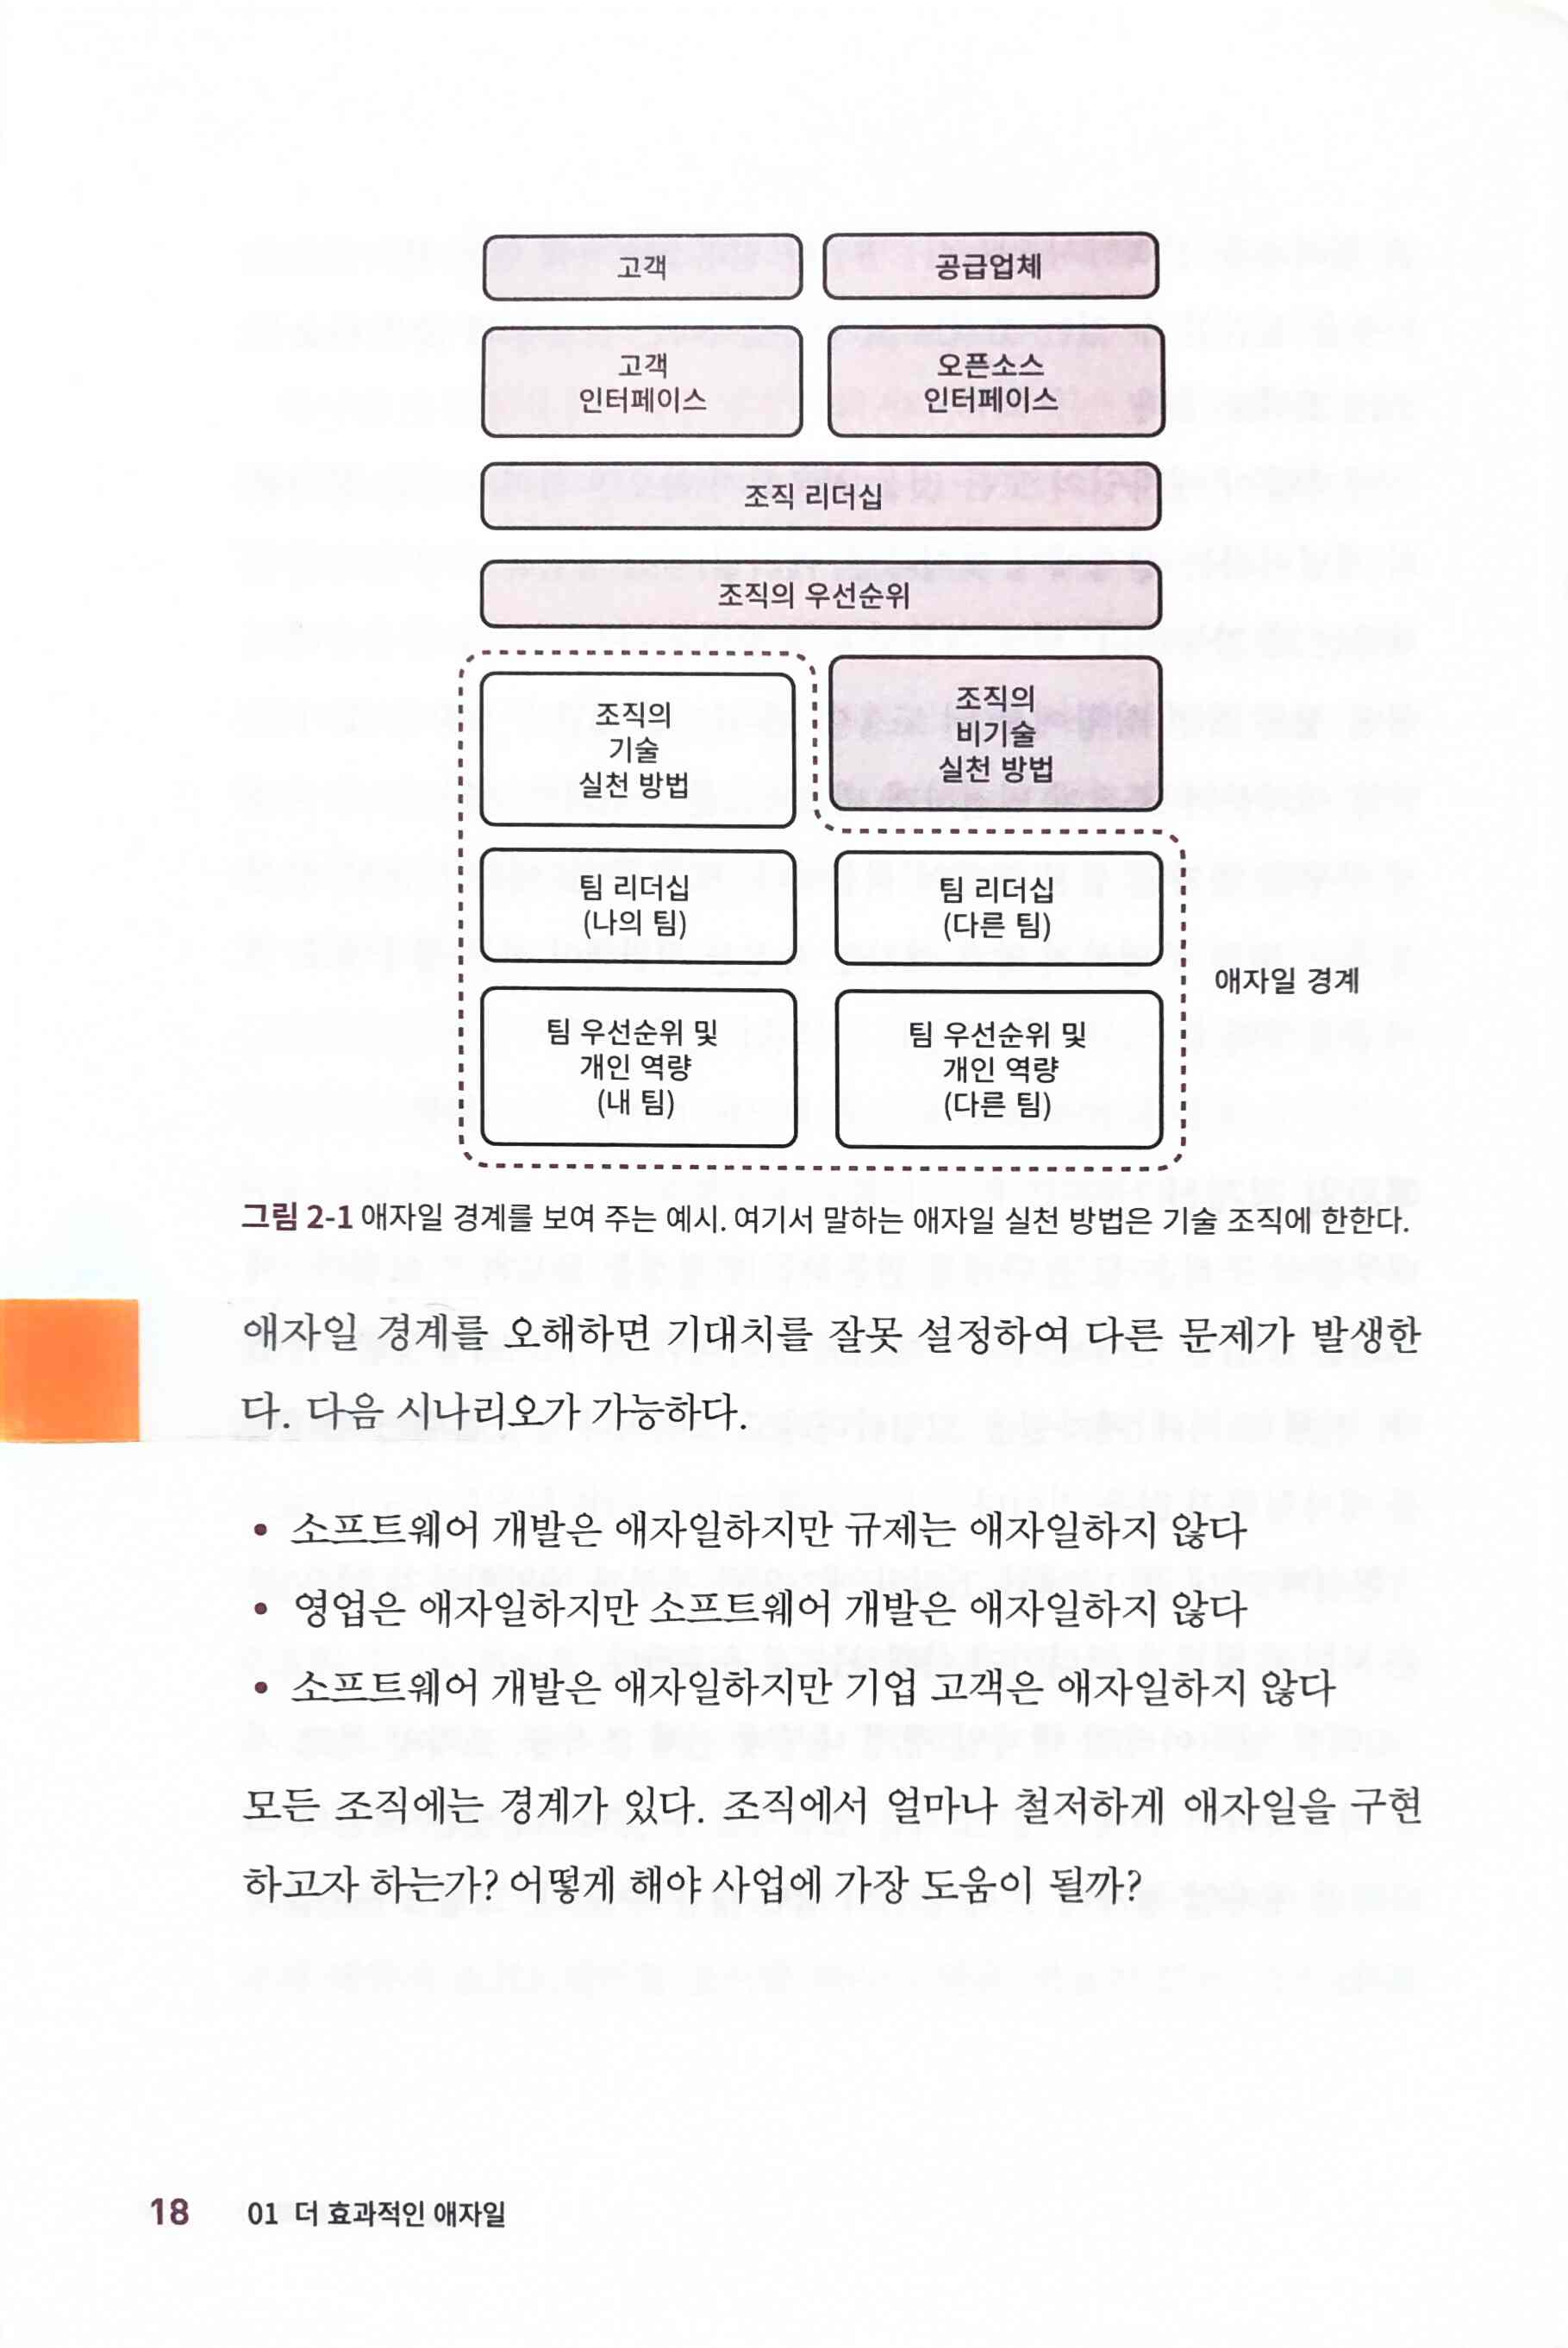 고객
공급업체
고객
인터페이스
오픈소스
인터페이스
조직 리더십
조직의 우선순위
조직의
기술
실천 방법
조직의
비기술
실천 방법
팀 리더십
(나의 팀)
팀 리더십
(다른 팀)
애자일 경계
팀 우선순위 및
개인 역량
(내 팀)
팀 우선순위 및
개인 역량
(다른 팀)
그림 2-1 애자일 경계를 보여 주는 예시. 여기서 말하는 애자일 실천 방법은 기술 조직에 한한다.
애자일 경계를 오해하면 기대치를 잘못 설정하여 다른 문제가 발생한
다. 다음 시나리오가 가능하다.
• 소프트웨어 개발은 애자일하지만 규제는 애자일하지 않다
• 영업은 애자일하지만 소프트웨어 개발은 애자일하지 않다
• 소프트웨어 개발은 애자일하지만 기업 고객은 애자일하지 않다
모든 조직에는 경계가 있다. 조직에서 얼마나 철저하게 애자일을 구현
하고자 하는가? 어떻게 해야 사업에 가장 도움이 될까?
18 01 더 효과적인 애자일